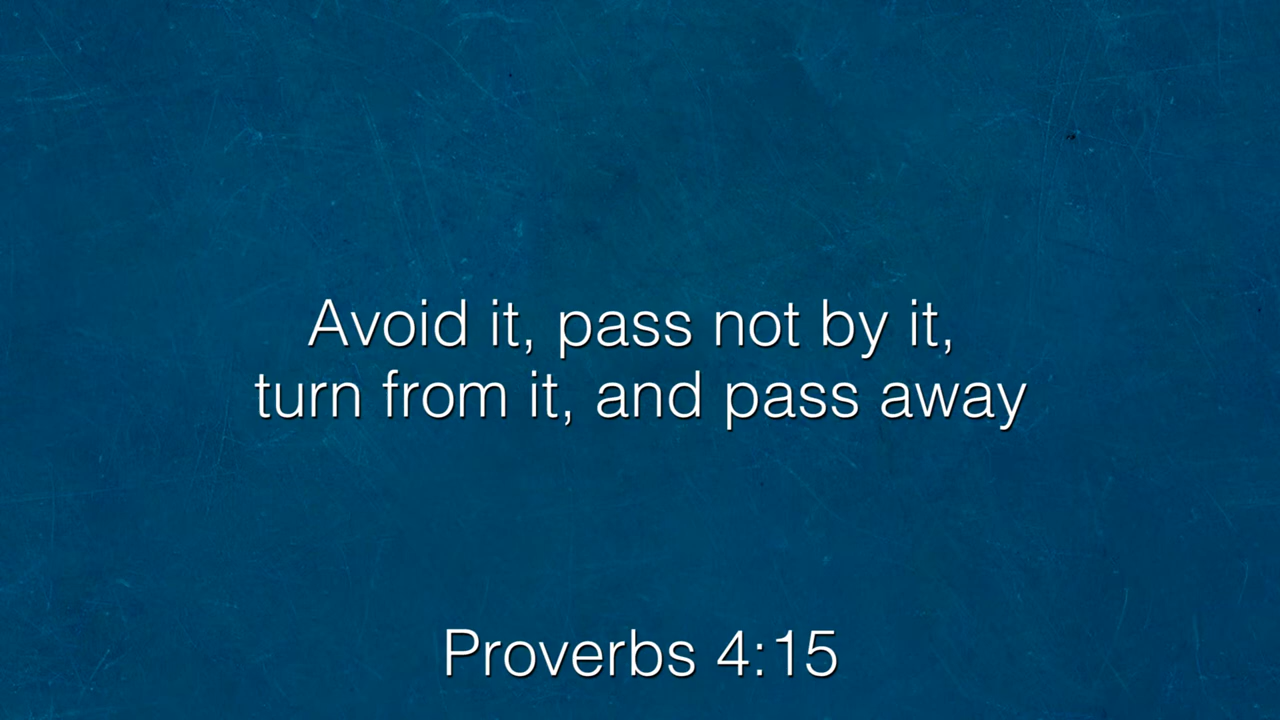 Avoid it, pass not by it,
turn from it, and pass away
Proverbs 4:15